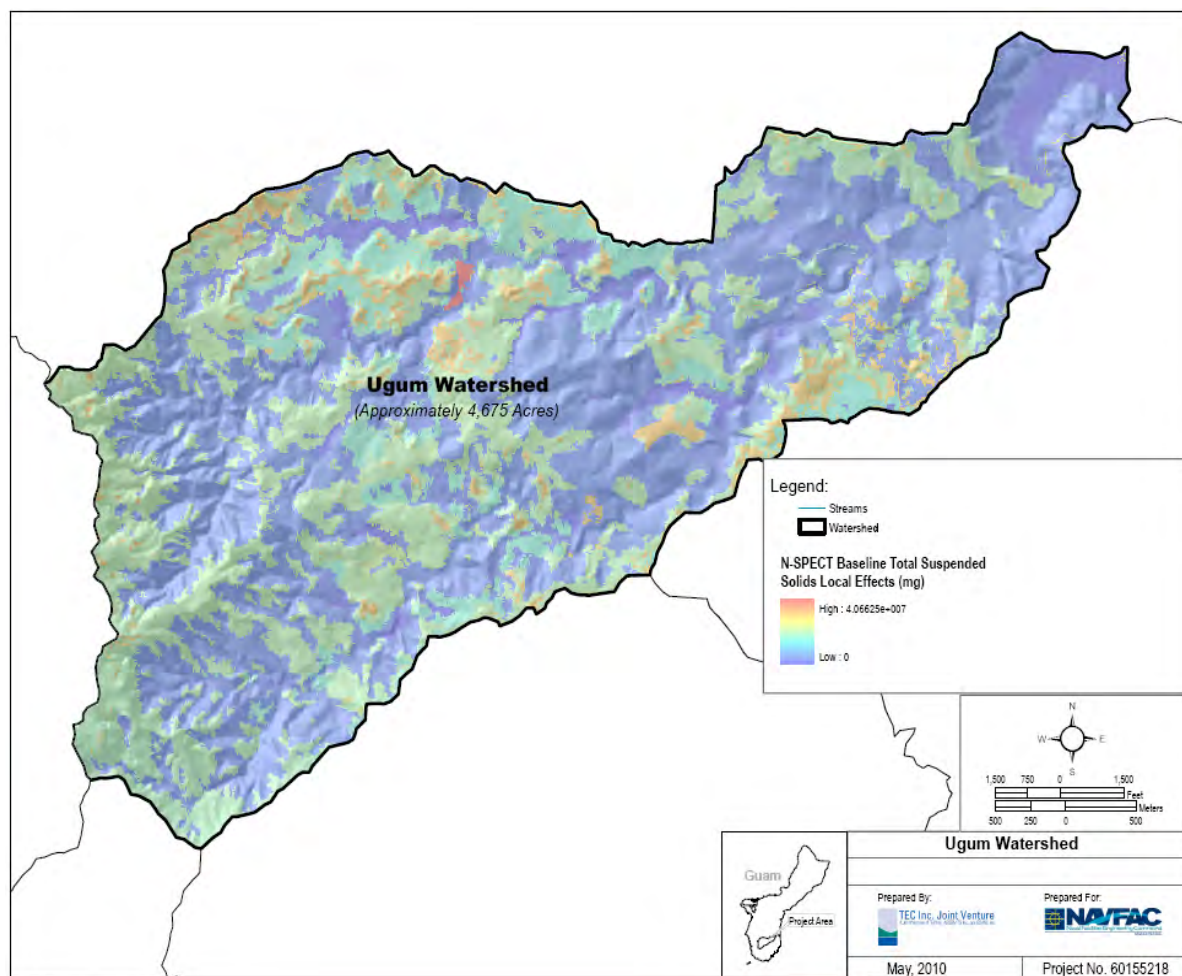 Ugum Watershed
(Approximately 4,675 Acres)
Legend:
Streams
Watershed
N-SPECT Baseline Total Suspended
Solids Local Effects (mg)
High : 4.06625e+007
Low : 0
N
W
E
S
1,500 750 0 1,500
Feet
Meters
500 250 0 500
Guam
Project Area
Ugum Watershed
Prepared By:
TEC Inc. Joint Venture
Prepared For:
NAVFAC
May, 2010
Project No. 60155218